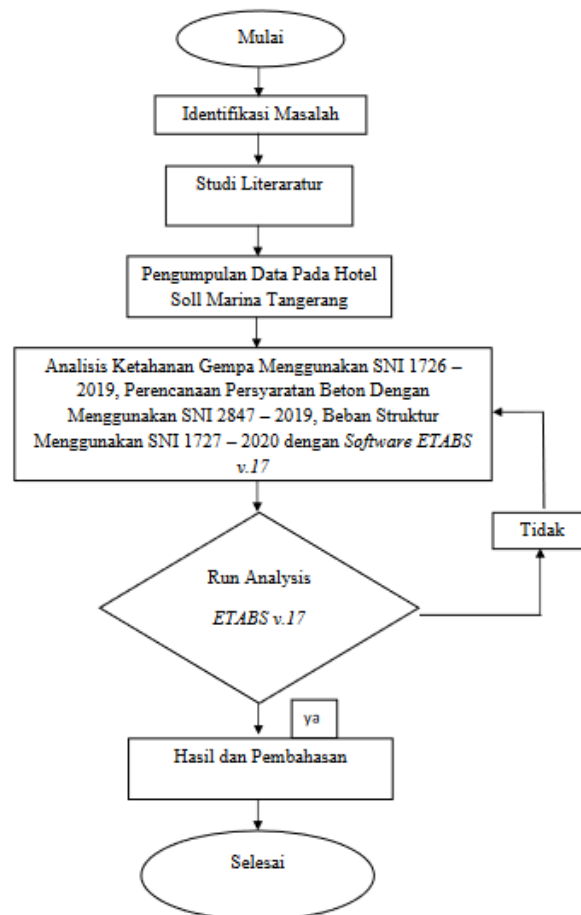 Mulai
Identifikasi Masalah
Studi Literaratur
Pengumpulan Data Pada Hotel
Soll Marina Tangerang
Analisis Ketahanan Gempa Menggunakan SNI 1726 –
2019, Perencanaan Persyaratan Beton Dengan
Menggunakan SNI 2847 – 2019, Beban Struktur
Menggunakan SNI 1727 – 2020 dengan Software ETABS
v.17
Tidak
Run Analysis
ETABS v.17
ya
Hasil dan Pembahasan
Selesai